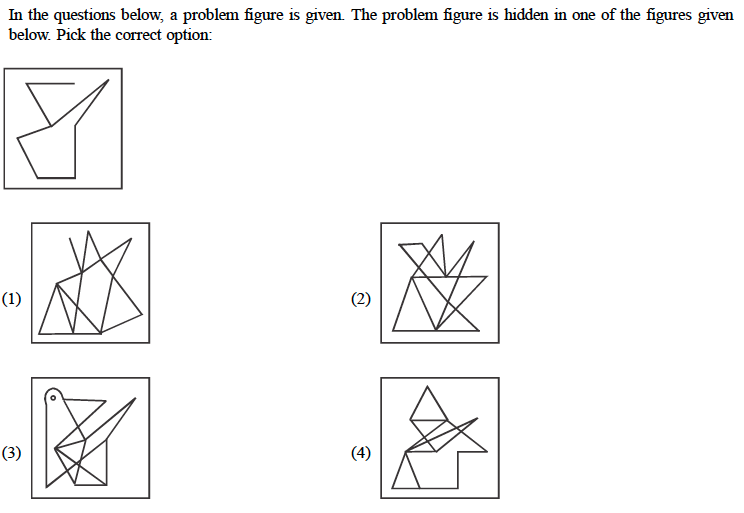 In the questions below, a problem figure is given. The problem figure is hidden in one of the figures given
below. Pick the correct option:
(1)
(2)
(3)
(4)